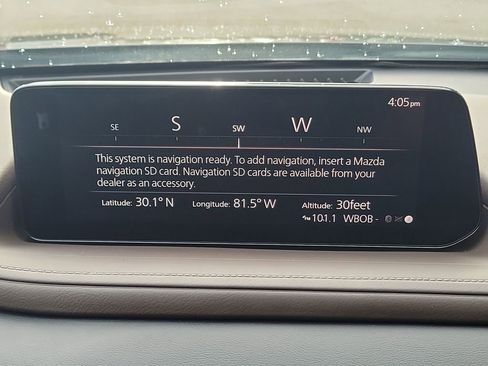 4:05pm
SE S SW W NW
This system is navigation ready. To add navigation, insert a Mazda
navigation SD card. Navigation SD cards are available from your
dealer as an accessory.
Latitude: 30.1° N Longitude: 81.5° W Altitude: 30feet
101.1 WBOB -